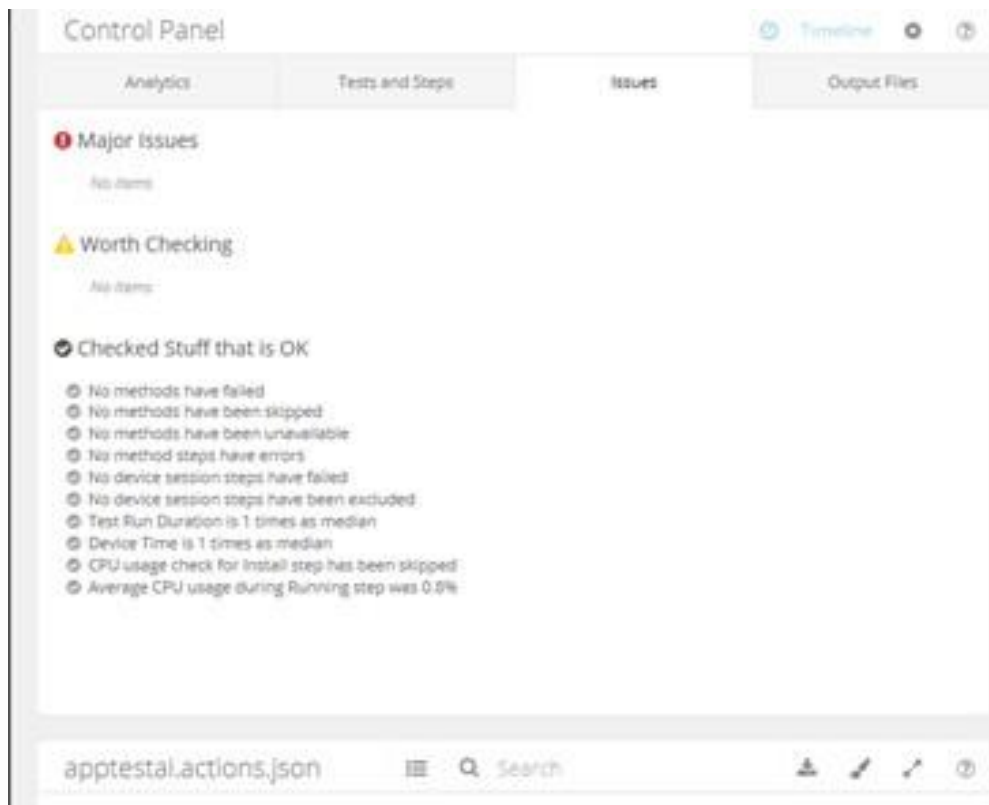 Control Panel
Timeline
Analytics
Tests and Steps
Issues
Output Files
Major Issues
No items
Worth Checking
No items
Checked Stuff that is OK
No methods have failed
No methods have been skipped
No methods have been unavailable
No method steps have errors
No device session steps have failed
No device session steps have been excluded
Test Run Duration is 1 times as median
Device Time is 1 times as median
CPU usage check for Install step has been skipped
Average CPU usage during Running step was
apptestai.actions.json
Search